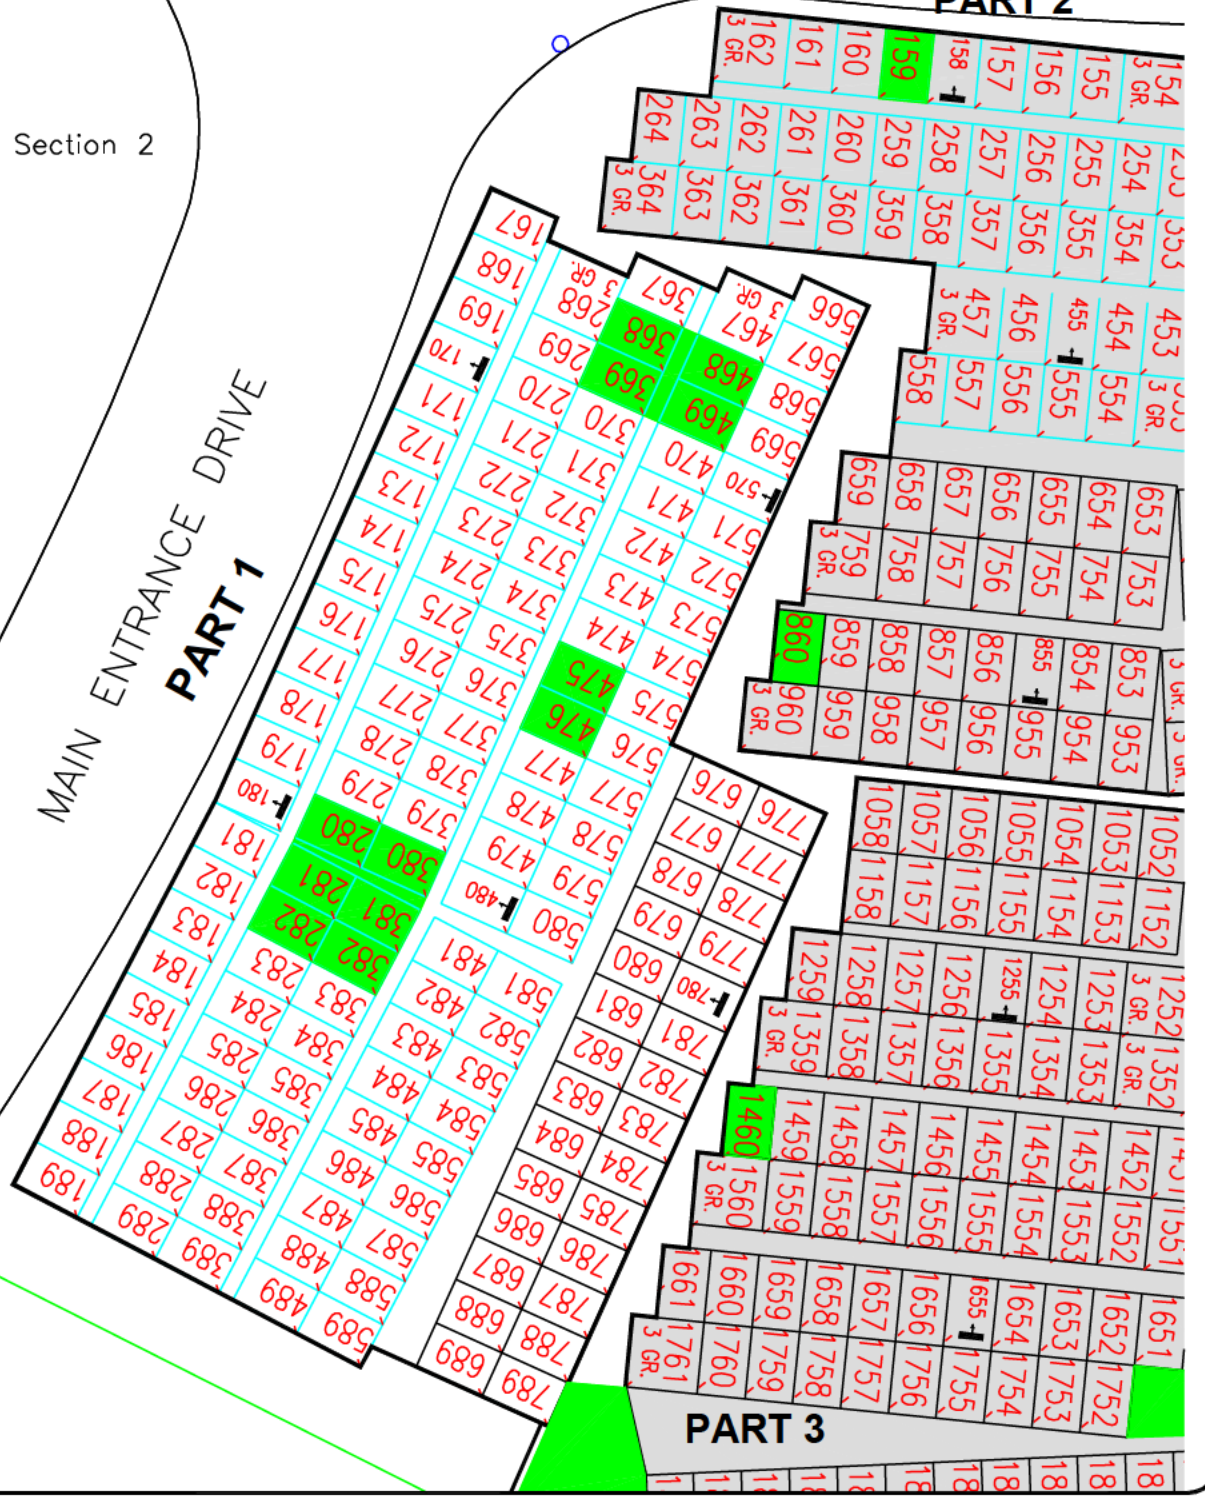 PART 2
Section 2
MAIN ENTRANCE DRIVE
PART 1
PART 3
162 3 GR. 161 160 159 158 157 156 155 154 3 GR.
264 263 262 261 260 259 258 257 256 255 254
364 3 GR. 363 362 361 360 359 358 357 356 355 354 353
457 3 GR. 456 455 454 453
558 557 556 555 554 3 GR.
659 658 657 656 655 654 653
759 3 GR. 758 757 756 755 754 753
860 859 858 857 856 855 854 853
960 3 GR. 959 958 957 956 955 954 953
3 GR.
3 GR.
1058 1057 1056 1055 1054 1053 1052
1158 1157 1156 1155 1154 1153 1152
1259 1258 1257 1256 1255 1254 1253 1252 3 GR.
1359 3 GR. 1358 1357 1356 1355 1354 1353 1352 3 GR.
1460 1459 1458 1457 1456 1455 1454 1453 1452
1560 3 GR. 1559 1558 1557 1556 1555 1554 1553 1552 1551
1661 1660 1659 1658 1657 1656 1655 1654 1653 1652 1651
1761 3 GR. 1760 1759 1758 1757 1756 1755 1754 1753 1752
167 168 169 170 171 172 173 174 175 176 177 178 179 180 181 182 183 184 185 186 187 188 189
268 3 GR. 269 270 271 272 273 274 275 276 277 278 279 280 281 282 283 284 285 286 287 288 289
367 368 369 370 371 372 373 374 375 376 377 378 379 380 381 382 383 384 385 386 387 388 389
467 3 GR. 468 469 470 471 472 473 474 475 476 477 478 479 480 481 482 483 484 485 486 487 488 489
566 567 568 569 570 571 572 573 574 575 576 577 578 579 580 581 582 583 584 585 586 587 588 589
676 677 678 679 680 681 682 683 684 685 686 687 688 689
776 777 778 779 780 781 782 783 784 785 786 787 788 789